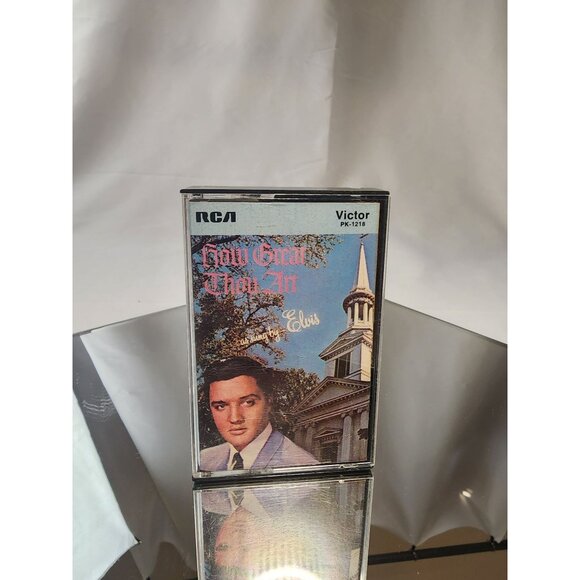 RCA Victor
PK-1218
How Great
Thou Art
as sung by Elvis